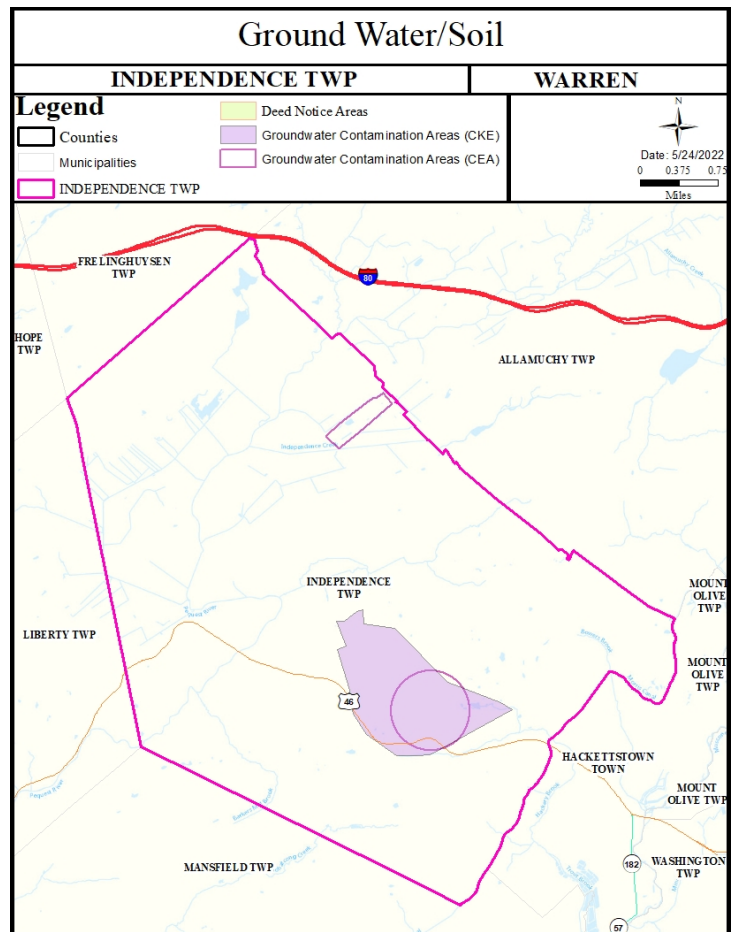 Ground Water/Soil
INDEPENDENCE TWP
WARREN
Legend
Counties
Municipalities
INDEPENDENCE TWP
Deed Notice Areas
Groundwater Contamination Areas (CKE)
Groundwater Contamination Areas (CEA)
N
Date: 5/24/2022
0 0.375 0.75
Miles
FRELINGHUYSEN
TWP
80
HOPE
TWP
ALLAMUCHY TWP
Independence Creek
INDEPENDENCE
TWP
MOUNT
OLIVE
TWP
LIBERTY TWP
MOUNT
OLIVE
TWP
46
HACKETTSTOWN
TOWN
MOUNT
OLIVE TWP
MANSFIELD TWP
182
WASHINGTON
TWP
57